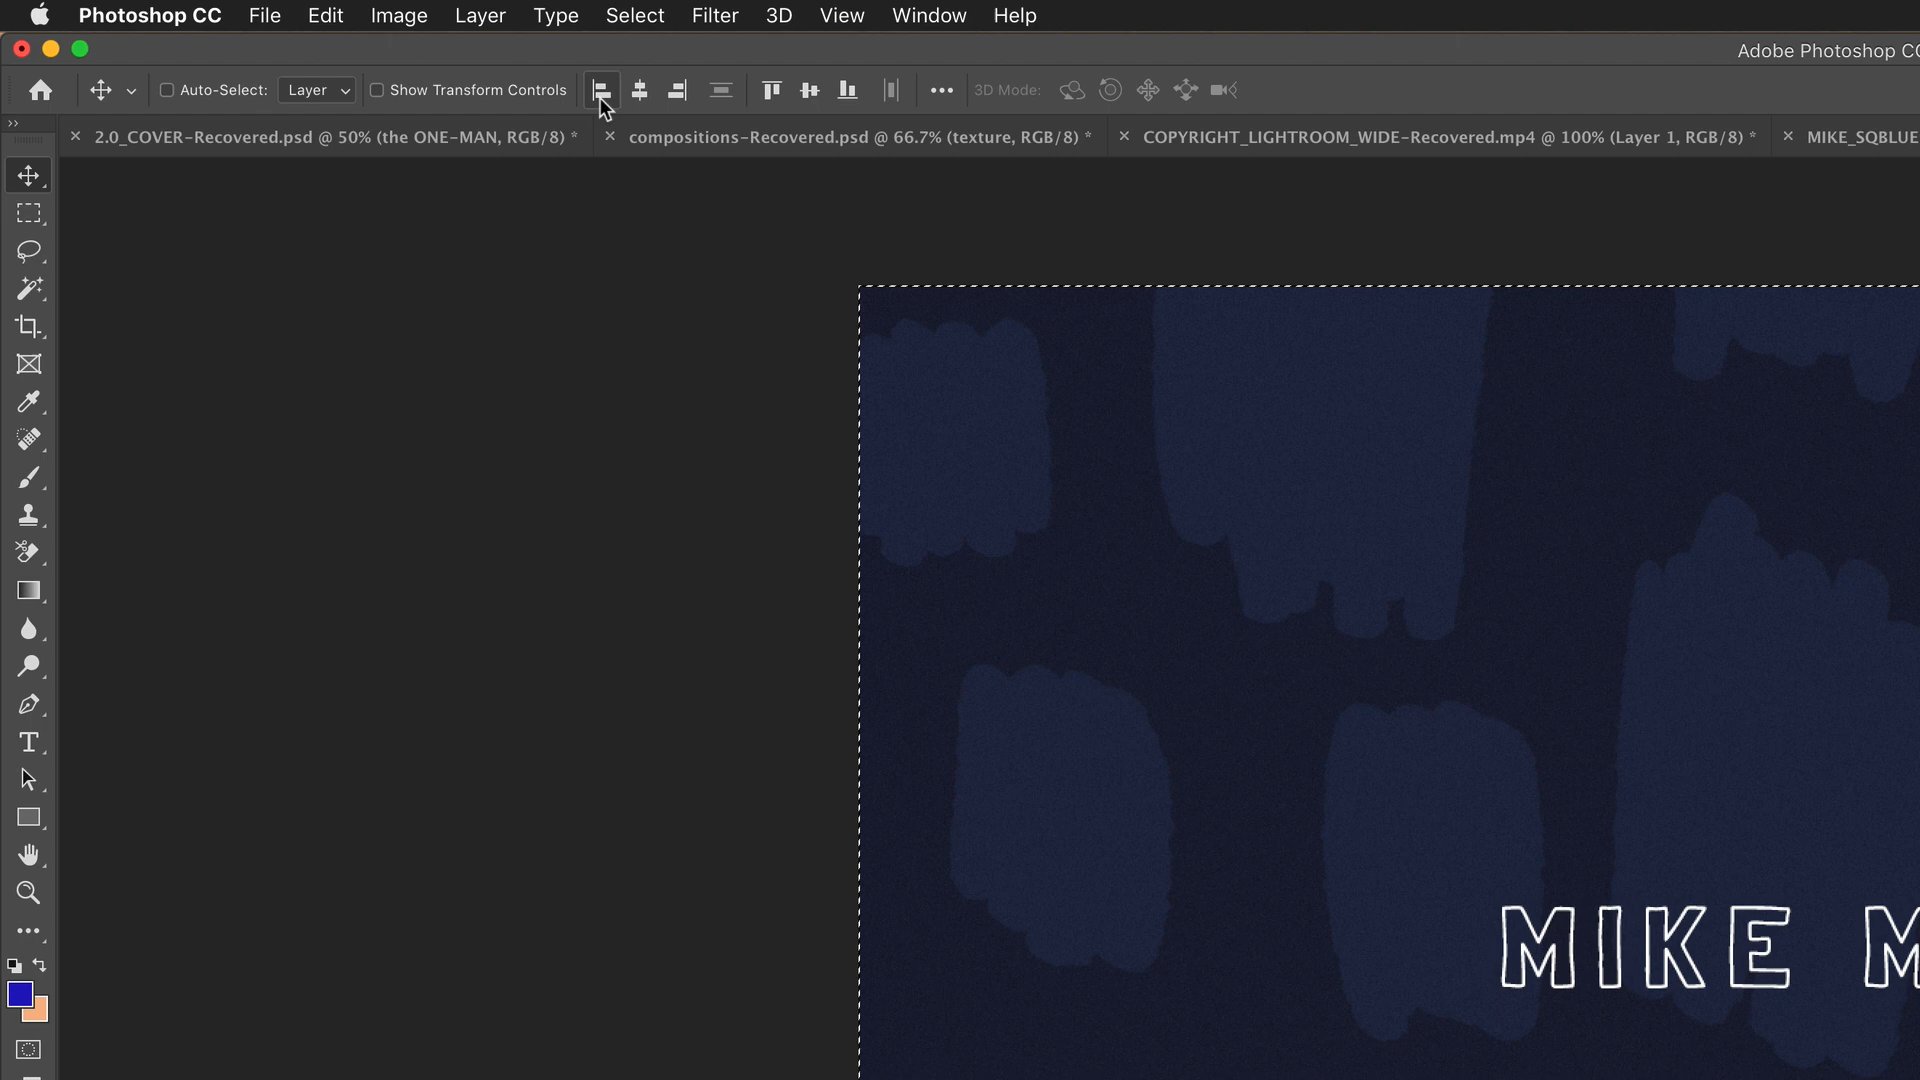 Photoshop CC File Edit Image Layer Type Select Filter 3D View Window Help
Adobe Photoshop CC
Auto-Select: Layer Show Transform Controls 3D Mode:
2.0_COVER-Recovered.psd @ 50% (the ONE-MAN, RGB/8) * compositions-Recovered.psd @ 66.7% (texture, RGB/8) * COPYRIGHT_LIGHTROOM_WIDE-Recovered.mp4 @ 100% (Layer 1, RGB/8) * MIKE_SQBLUE
MIKE M